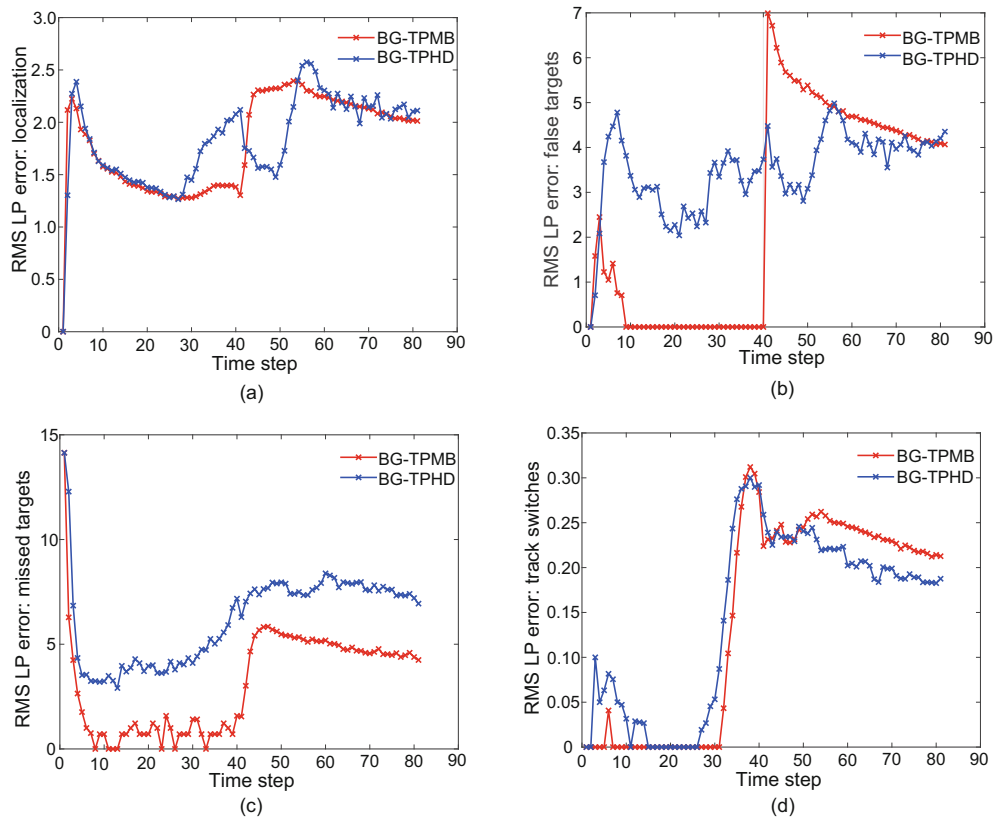 (a)
RMS LP error: localization
3.0
2.5
2.0
1.5
1.0
0.5
0
BG-TPMB
BG-TPHD
0 10 20 30 40 50 60 70 80 90
Time step
(b)
RMS LP error: false targets
7
6
5
4
3
2
1
0
BG-TPMB
BG-TPHD
0 10 20 30 40 50 60 70 80 90
Time step
(c)
RMS LP error: missed targets
15
10
5
0
BG-TPMB
BG-TPHD
0 10 20 30 40 50 60 70 80 90
Time step
(d)
RMS LP error: track switches
0.35
0.30
0.25
0.20
0.15
0.10
0.05
0
BG-TPMB
BG-TPHD
0 10 20 30 40 50 60 70 80 90
Time step